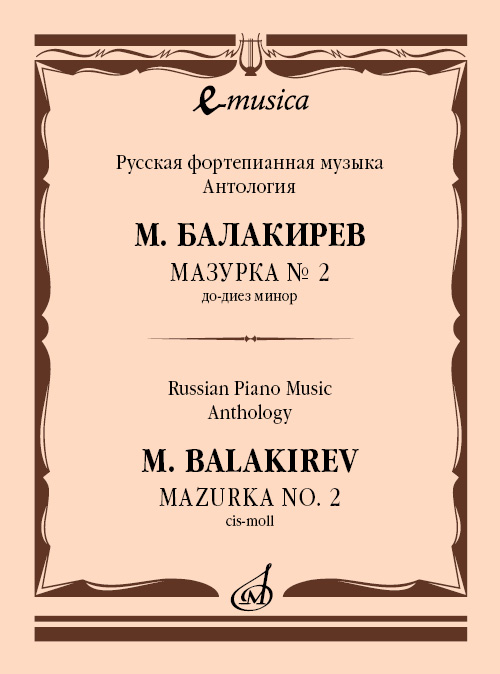 e-musica
Русская фортепианная музыка
Антология
М. БАЛАКИРЕВ
МАЗУРКА № 2
до-диез минор
Russian Piano Music
Anthology
M. BALAKIREV
MAZURKA NO. 2
cis-moll